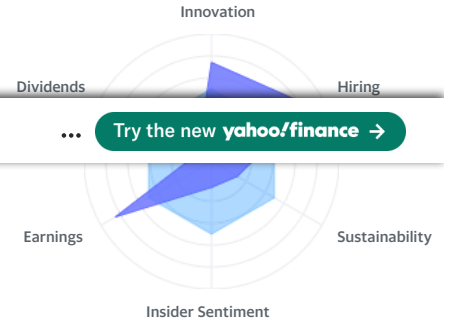 Innovation
Dividends
Hiring
... Try the new yahoo!finance →
Earnings
Sustainability
Insider Sentiment